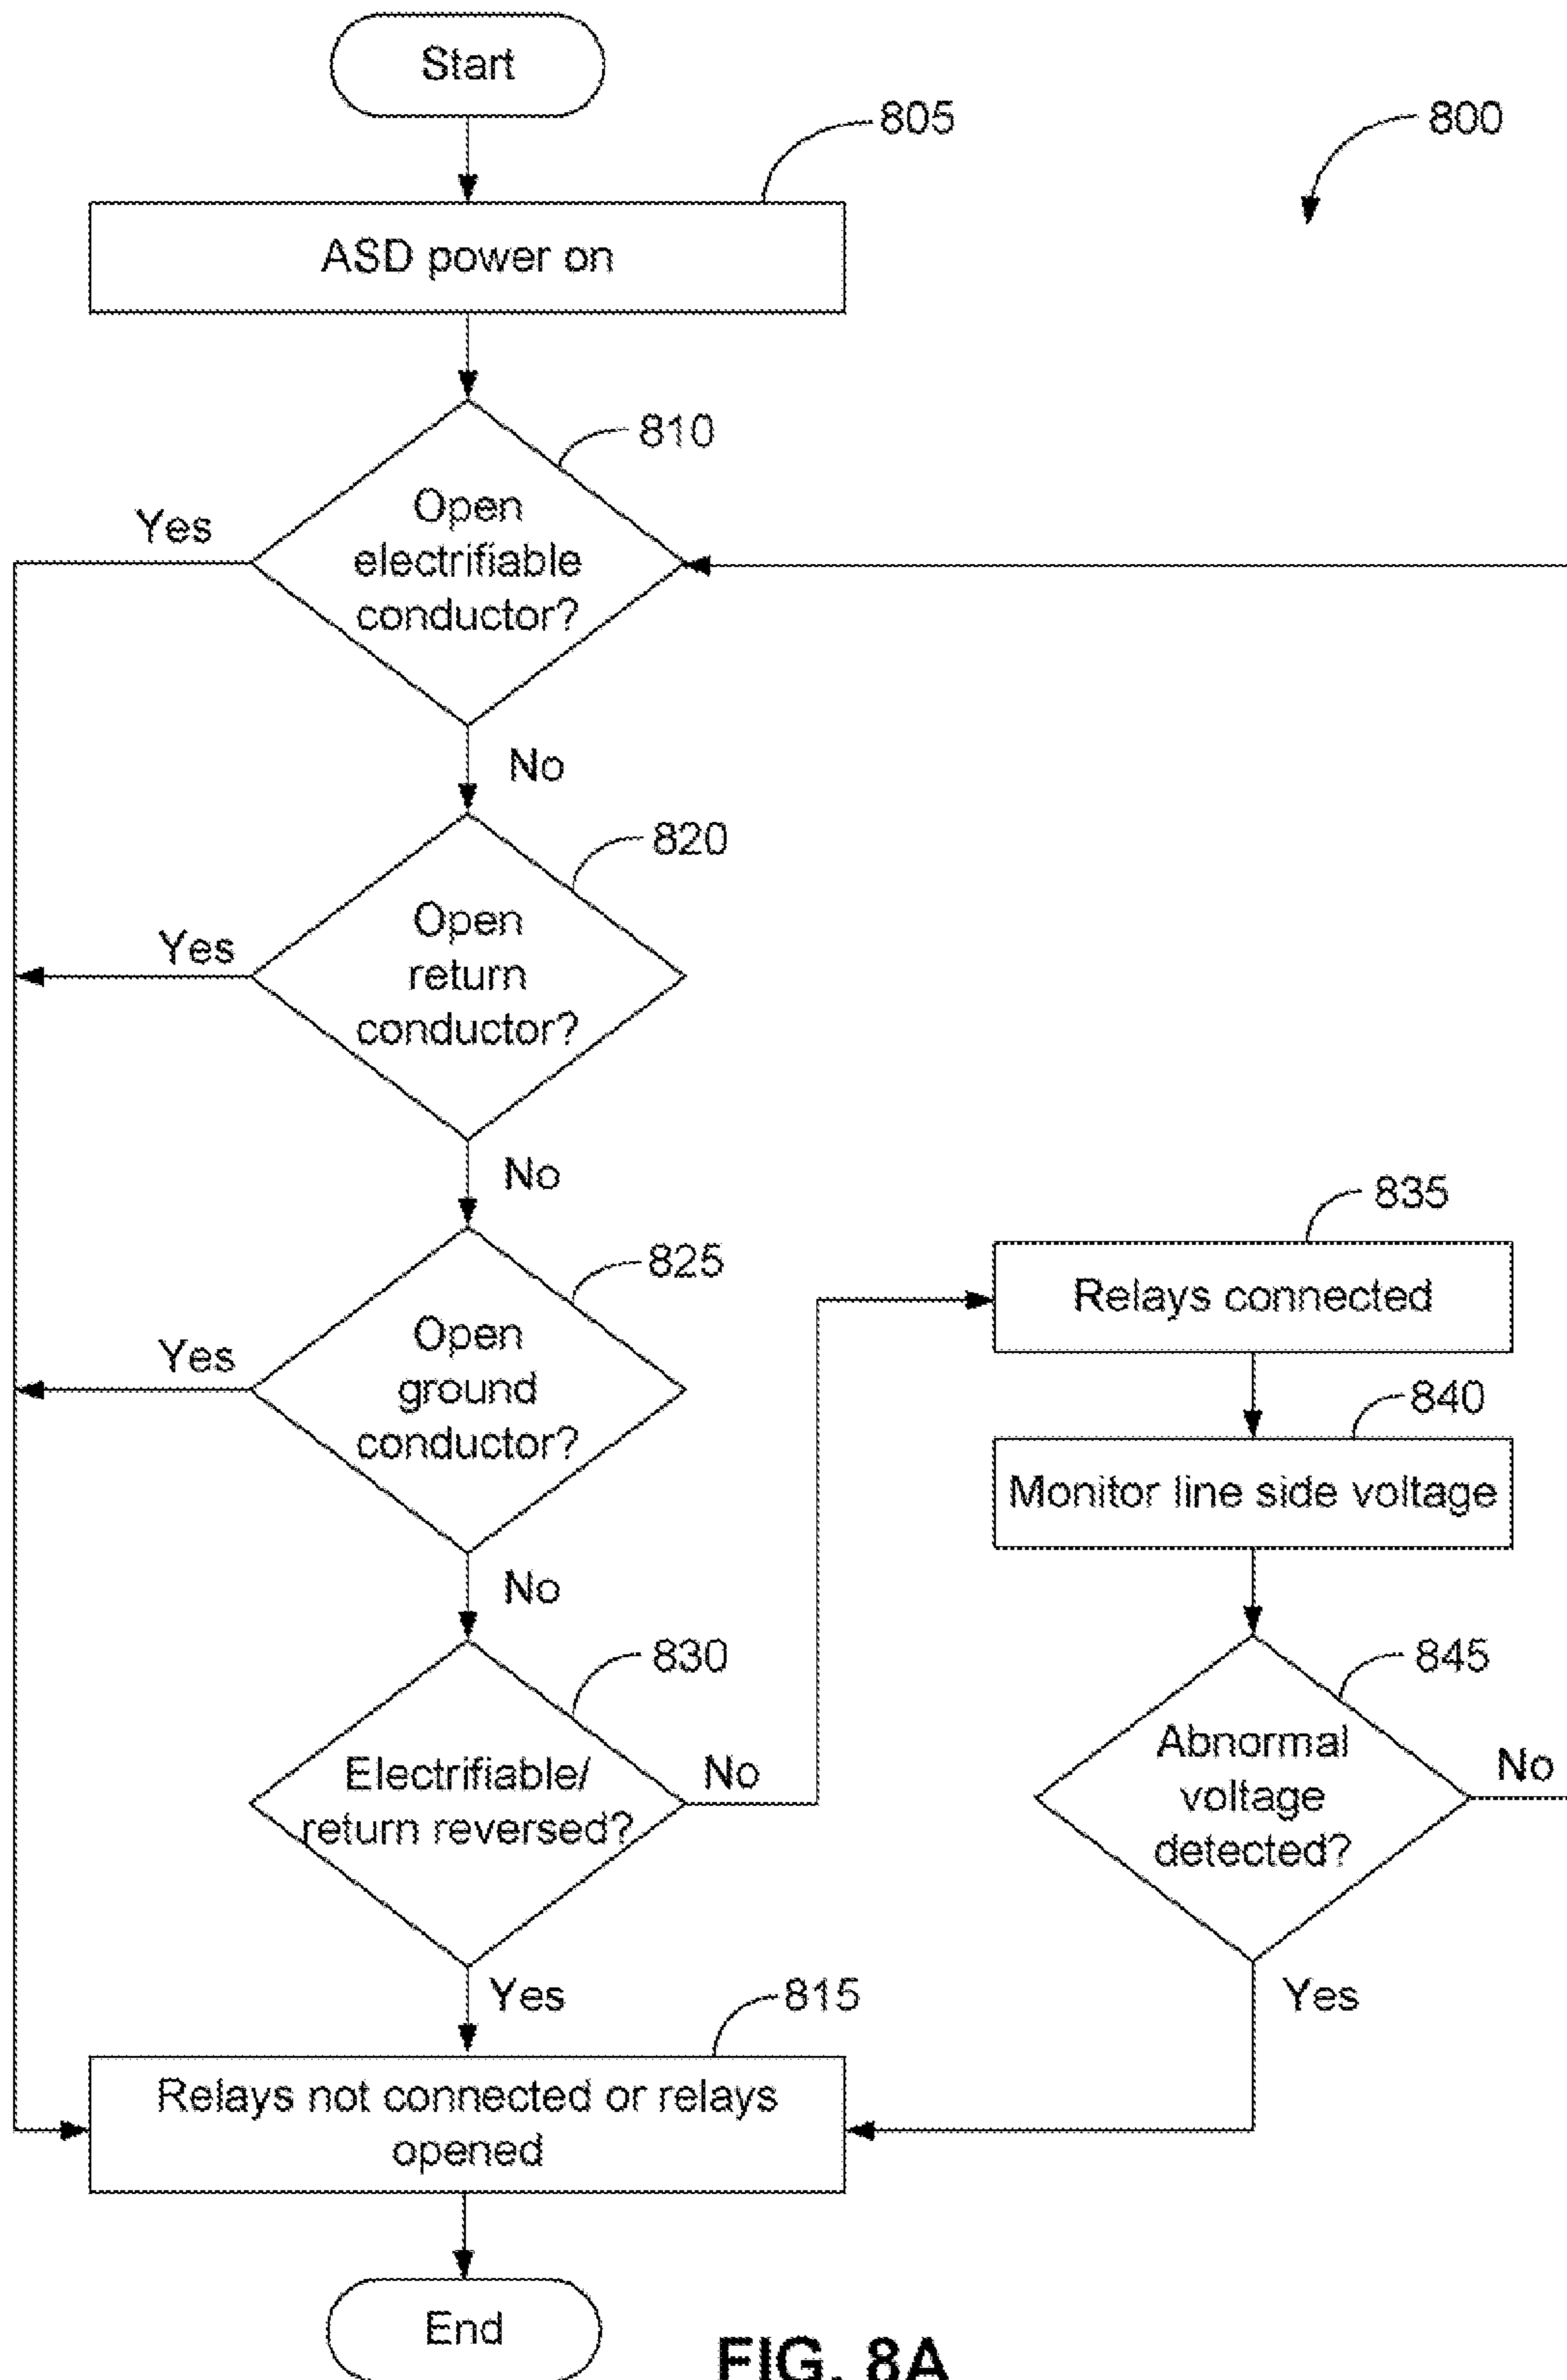 Start
805
800
ASD power on
810
Open
electrifiable
conductor?
Yes
No
820
Open
return
conductor?
Yes
No
825
Open
ground
conductor?
Yes
No
830
Electrifiable/
return reversed?
No
Yes
835
Relays connected
840
Monitor line side voltage
845
Abnormal
voltage
detected?
No
Yes
815
Relays not connected or relays
opened
End
FIG. 8A